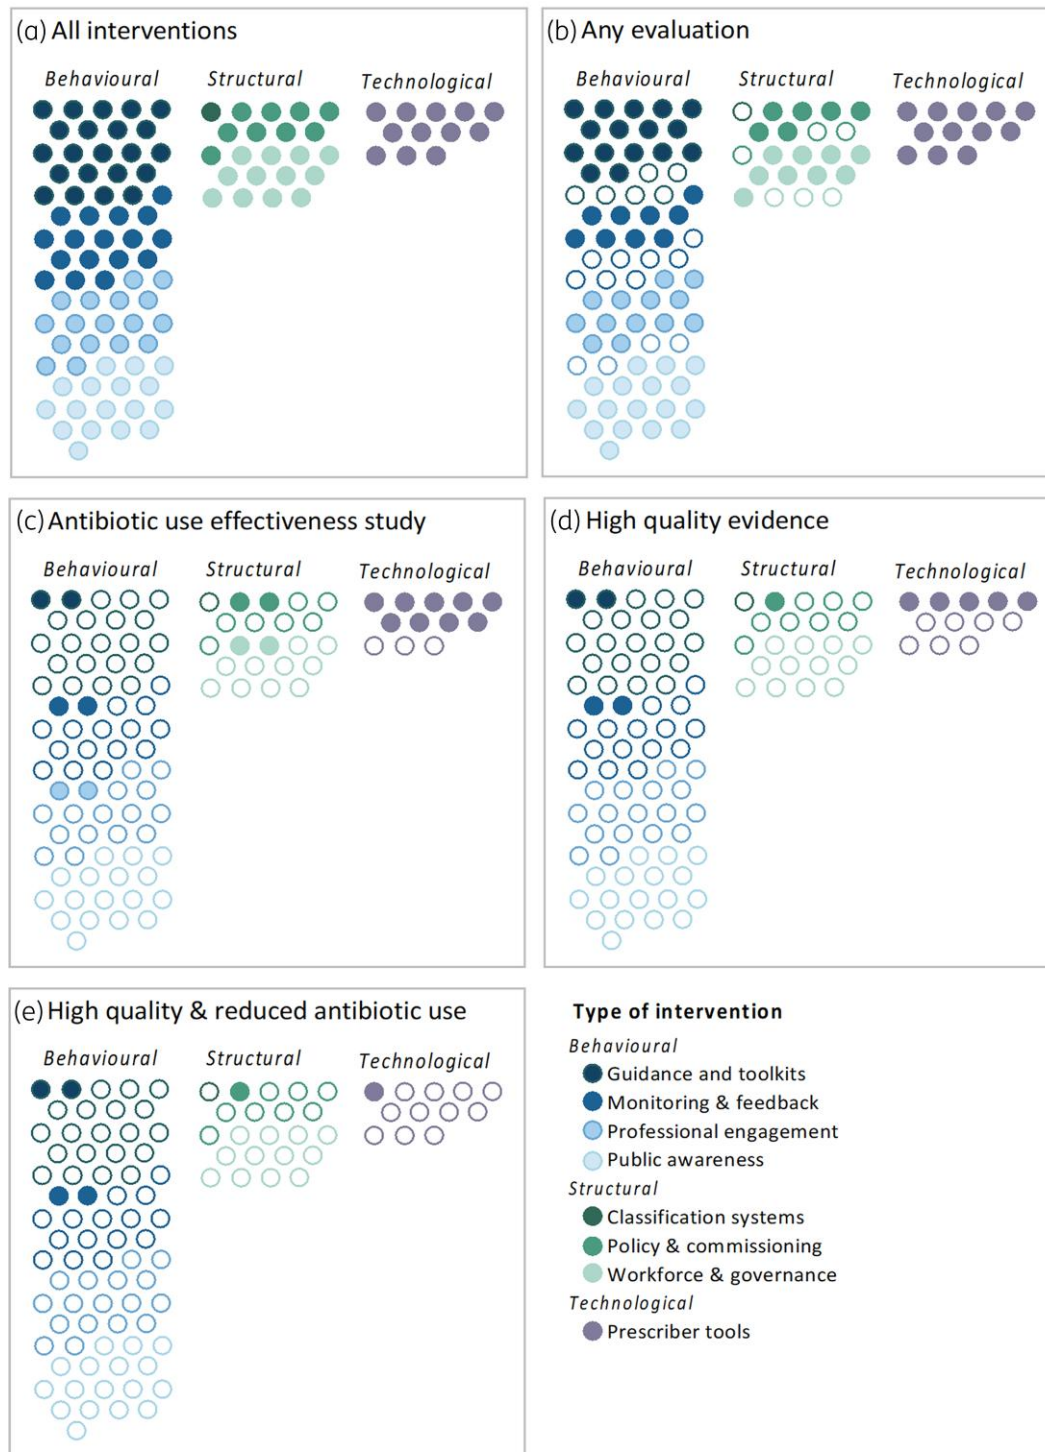 (a) All interventions
Behavioural Structural Technological
(b) Any evaluation
Behavioural Structural Technological
(c) Antibiotic use effectiveness study
Behavioural Structural Technological
(d) High quality evidence
Behavioural Structural Technological
(e) High quality & reduced antibiotic use
Behavioural Structural Technological
Type of intervention
Behavioural
Guidance and toolkits
Monitoring & feedback
Professional engagement
Public awareness
Structural
Classification systems
Policy & commissioning
Workforce & governance
Technological
Prescriber tools